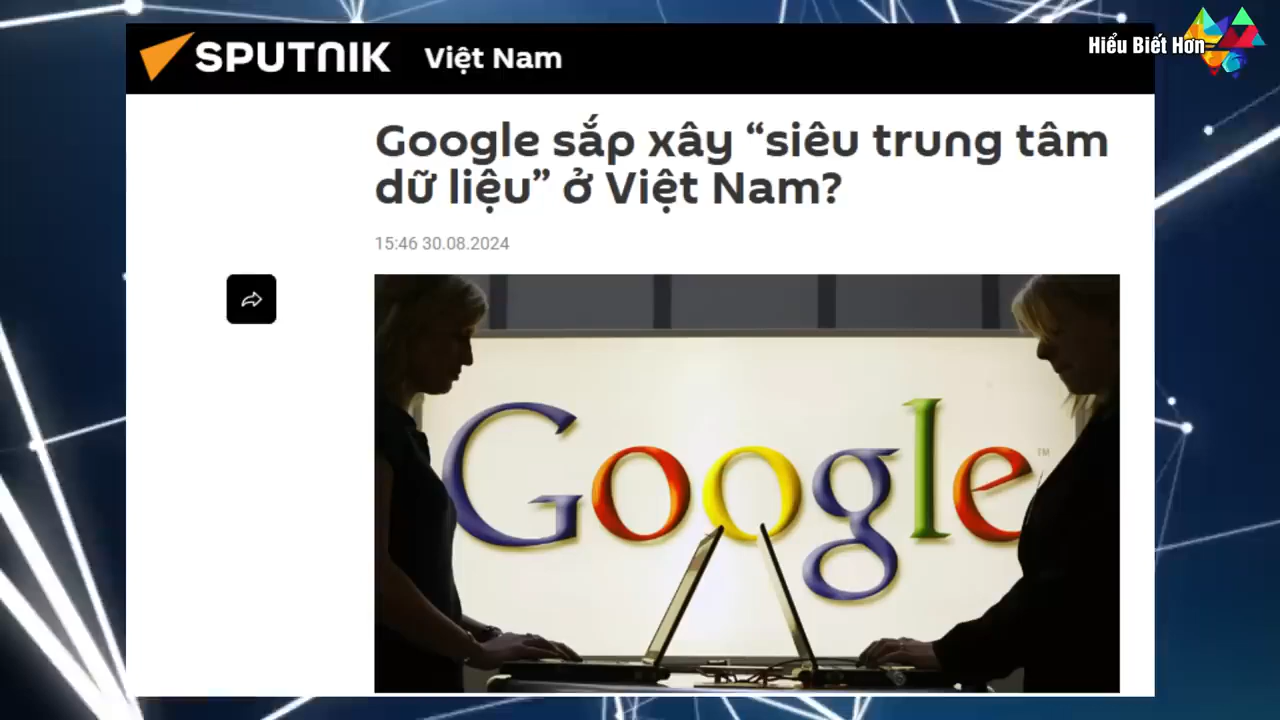 SPUTNIK Việt Nam
Hiểu Biết Hơn
Google sắp xây “siêu trung tâm
dữ liệu” ở Việt Nam?
15:46 30.08.2024
Google™